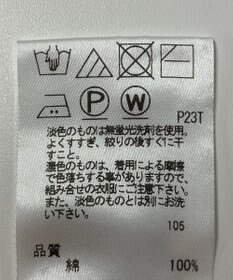 P W
P23T
淡色のものは無蛍光洗剤を使用。
よくすすぎ、絞りの後すぐに干
すこと。
濃色のものは、着用による摩擦
で色落ちする事がありますので、
組み合せの衣服にご注意下さい。
また、淡色のものとは別にお洗
い下さい。
105
品質
綿 100%